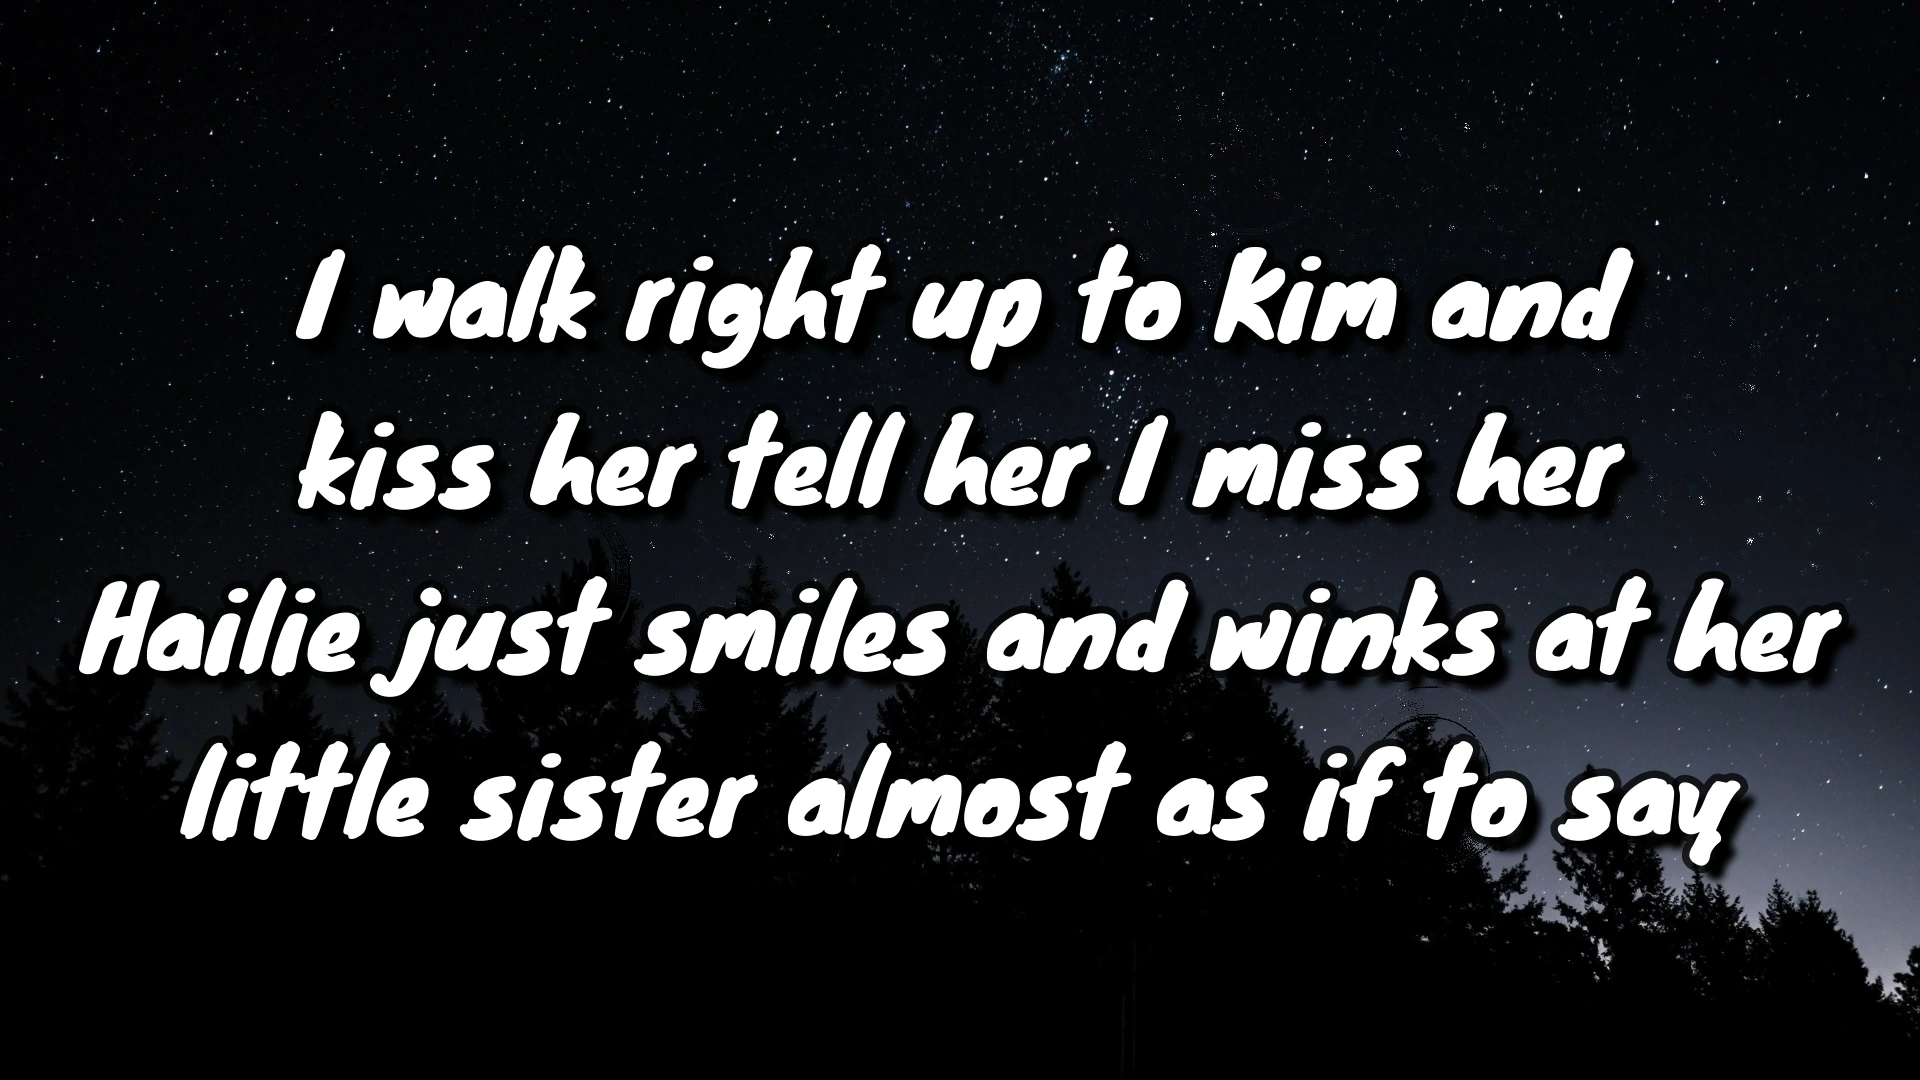 I walk right up to Kim and
kiss her tell her I miss her
Hailie just smiles and winks at her
little sister almost as if to say